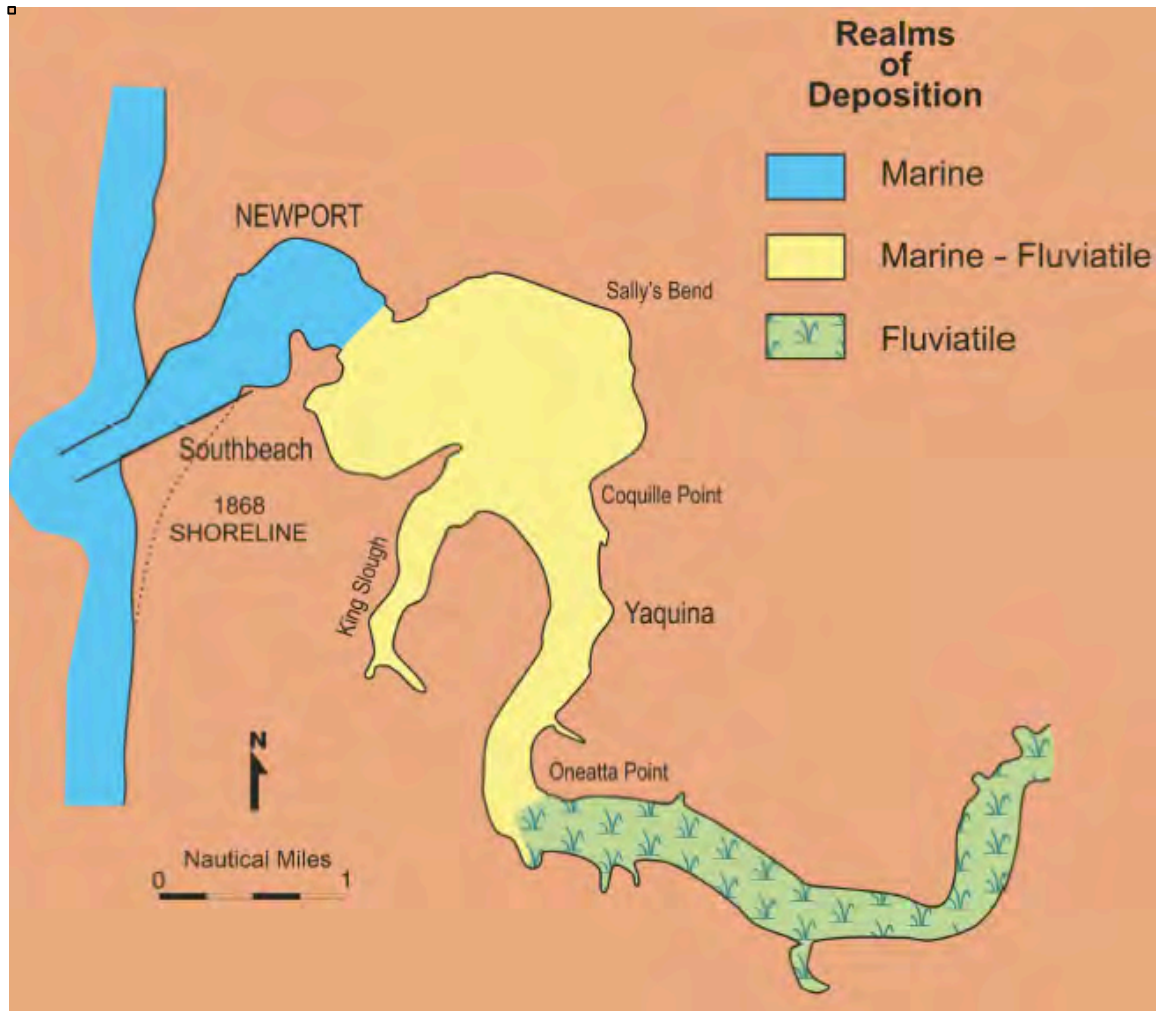 Realms
of
Deposition
Marine
Marine - Fluviatile
Fluviatile
NEWPORT
Sally's Bend
Southbeach
1868
SHORELINE
Coquille Point
King Slough
Yaquina
Oneatta Point
N
Nautical Miles
0 1